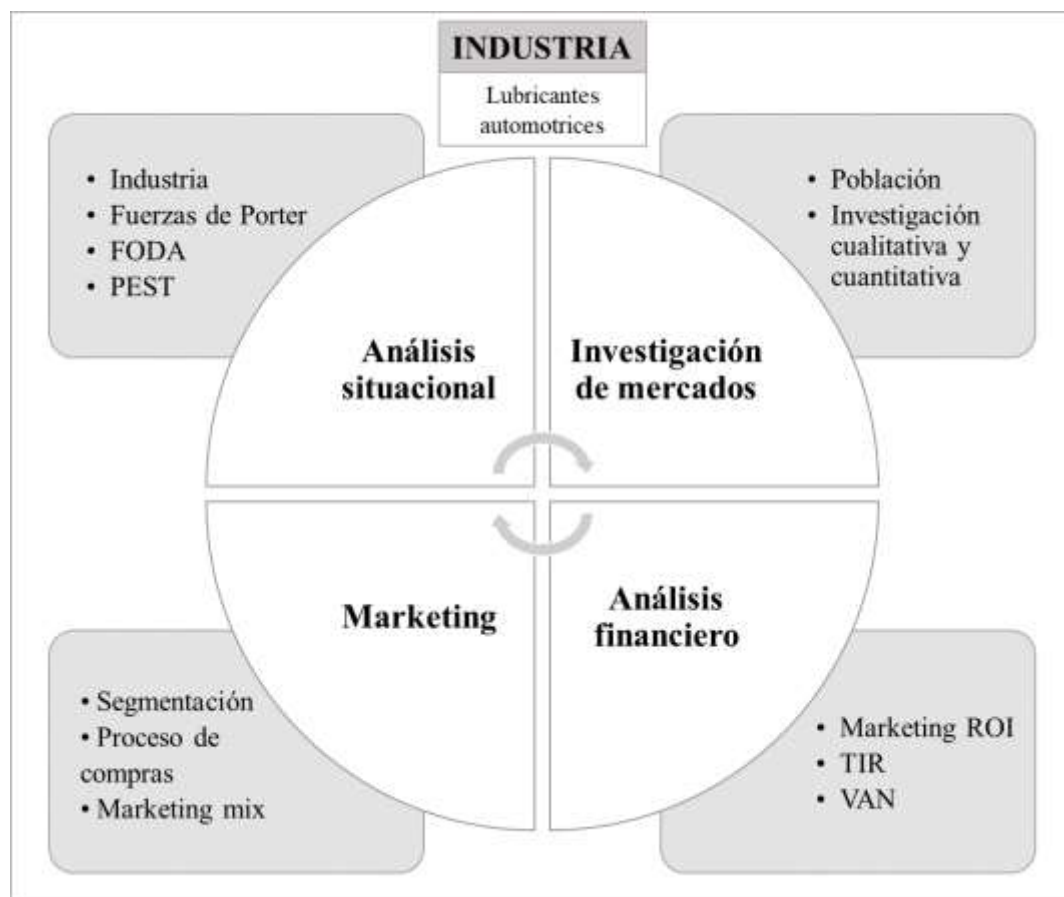 INDUSTRIA
Lubricantes
automotrices
• Industria
• Fuerzas de Porter
• FODA
• PEST
• Población
• Investigación
cualitativa y
cuantitativa
Análisis
situacional
Investigación
de mercados
Marketing
Análisis
financiero
• Segmentación
• Proceso de
compras
• Marketing mix
• Marketing ROI
• TIR
• VAN